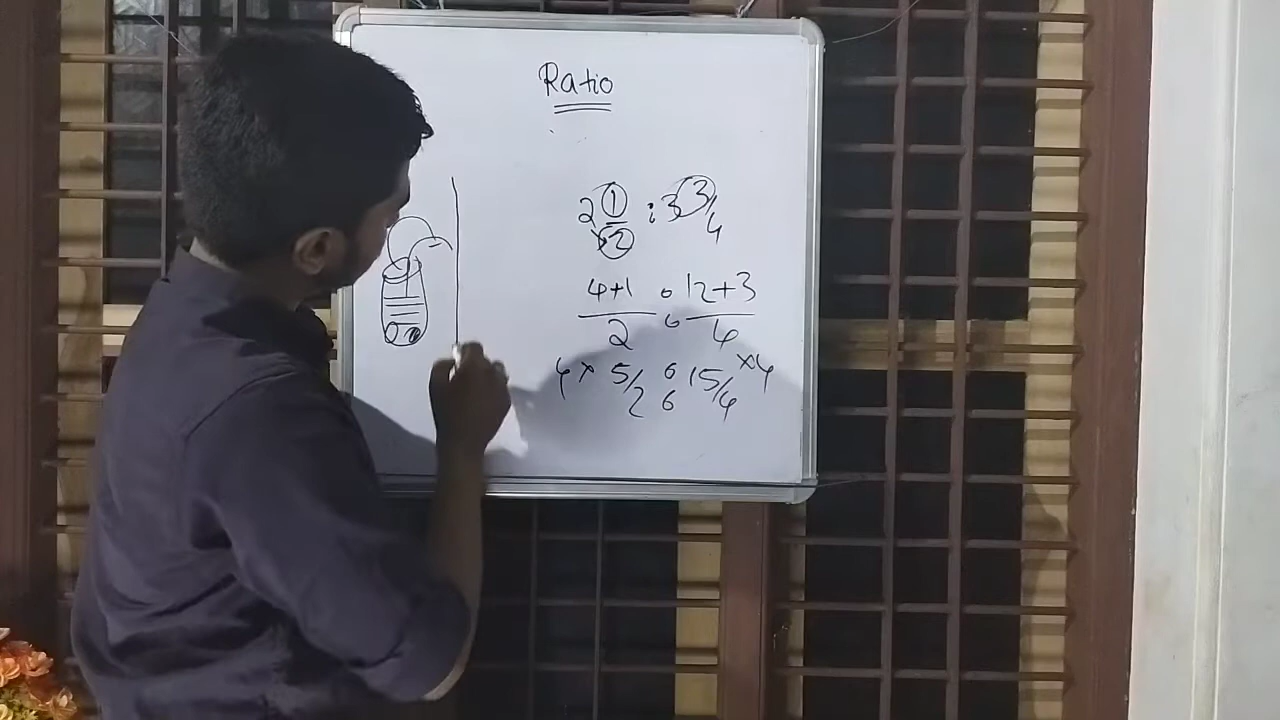 Ratio
2 1/2 : 3 3/4
4+1/2 : 12+3/4
4 × 5/2 : 15/4 × 4